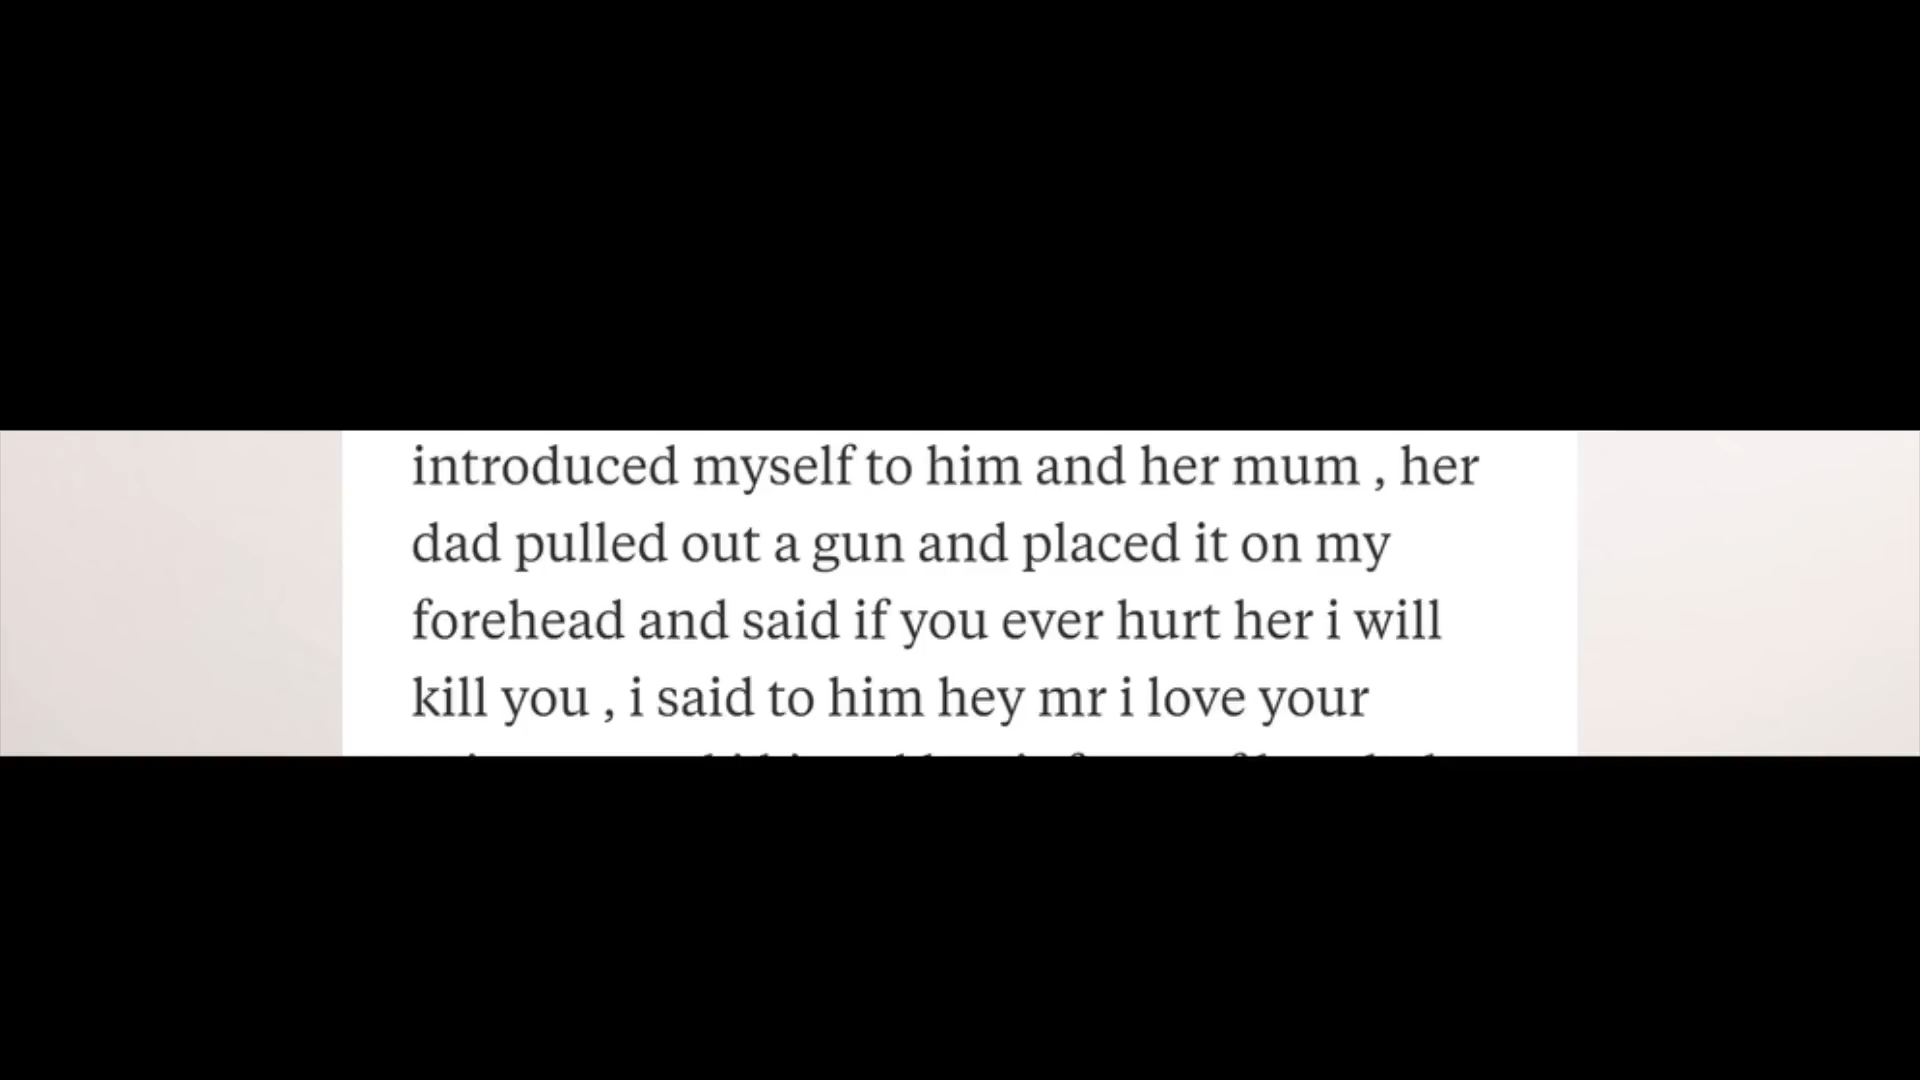 introduced myself to him and her mum , her
dad pulled out a gun and placed it on my
forehead and said if you ever hurt her i will
kill you , i said to him hey mr i love your